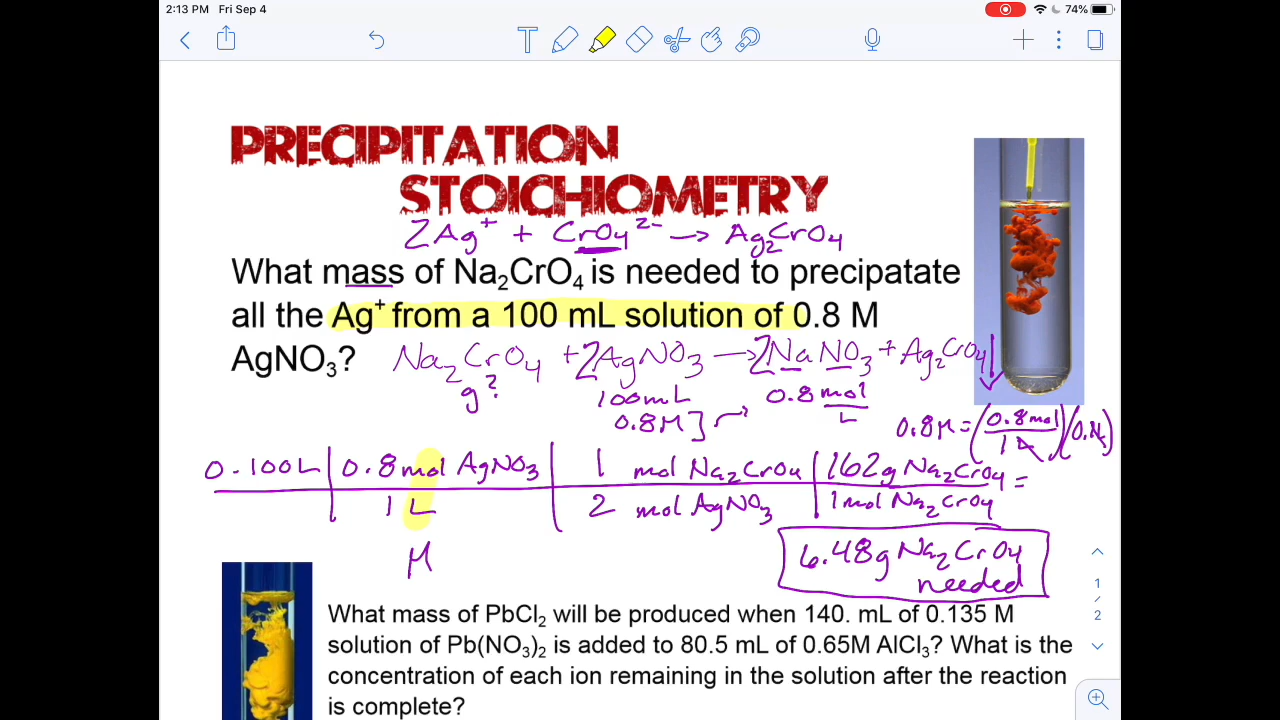 2:13 PM Fri Sep 4
74%
PRECIPITATION
STOICHIOMETRY
2Ag⁺ + CrO₄²⁻ → Ag₂CrO₄
What mass of Na₂CrO₄ is needed to precipatate
all the Ag⁺ from a 100 mL solution of 0.8 M
AgNO₃?
Na₂CrO₄ + 2AgNO₃ → 2NaNO₃ + Ag₂CrO₄↓
g?
100mL
0.8M] →
0.8 mol
L
0.8M = (0.8mol
1L
0.100L | 0.8mol AgNO₃ | 1 mol Na₂CrO₄ | 162g Na₂CrO₄ =
1 L | 2 mol AgNO₃ | 1mol Na₂CrO₄
M
6.48g Na₂CrO₄
needed
1
2
What mass of PbCl₂ will be produced when 140. mL of 0.135 M
solution of Pb(NO₃)₂ is added to 80.5 mL of 0.65M AlCl₃? What is the
concentration of each ion remaining in the solution after the reaction
is complete?